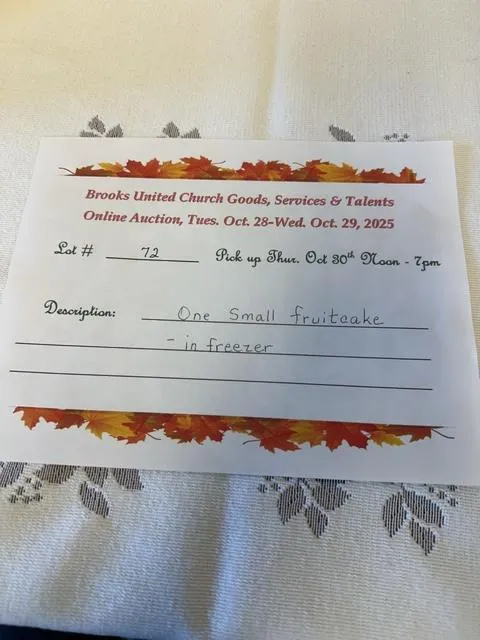 Brooks United Church Goods, Services & Talents
Online Auction, Tues. Oct. 28-Wed. Oct. 29, 2025
Lot # 72 Pick up Thur. Oct 30th Noon - 7pm
Description: One Small fruitcake
- in freezer